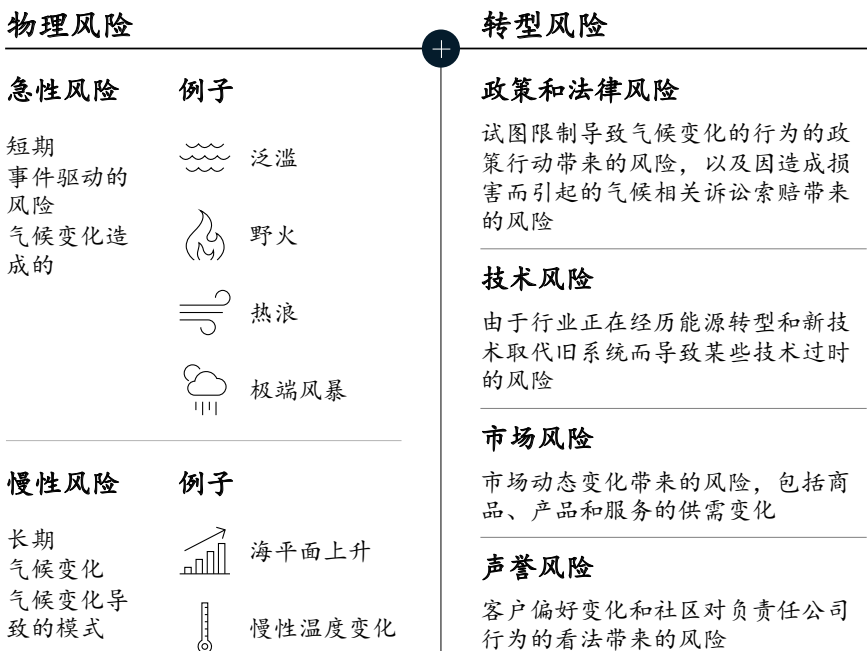 物理风险
急性风险
例子
短期
事件驱动的
风险
气候变化造
成的
泛滥
野火
热浪
极端风暴
慢性风险
例子
长期
气候变化
气候变化导
致的模式
海平面上升
慢性温度变化
转型风险
政策和法律风险
试图限制导致气候变化的行为的政
策行动带来的风险，以及因造成损
害而引起的气候相关诉讼索赔带来
的风险
技术风险
由于行业正在经历能源转型和新技
术取代旧系统而导致某些技术过时
的风险
市场风险
市场动态变化带来的风险，包括商
品、产品和服务的供需变化
声誉风险
客户偏好变化和社区对负责任公司
行为的看法带来的风险